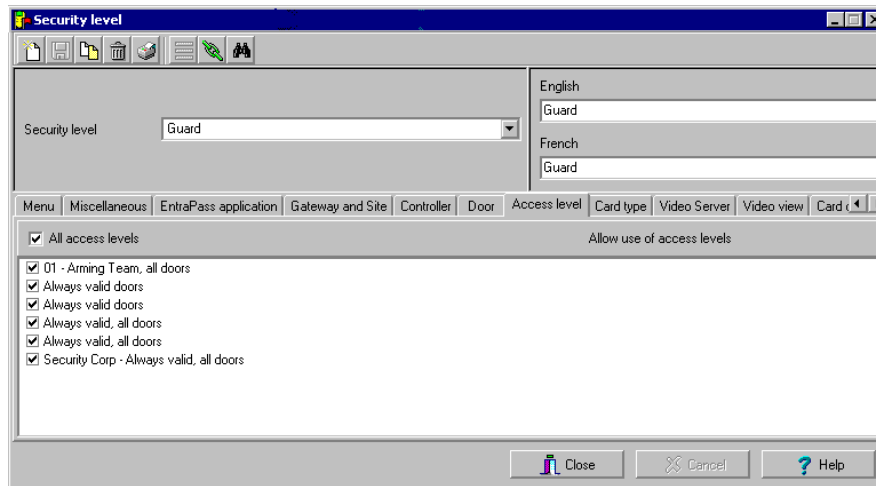 Security level
English
Guard
Security level Guard
French
Guard
Menu Miscellaneous EntraPass application Gateway and Site Controller Door Access level Card type Video Server Video view Card
All access levels Allow use of access levels
01 - Arming Team, all doors
Always valid doors
Always valid doors
Always valid, all doors
Always valid, all doors
Security Corp - Always valid, all doors
Close Cancel Help